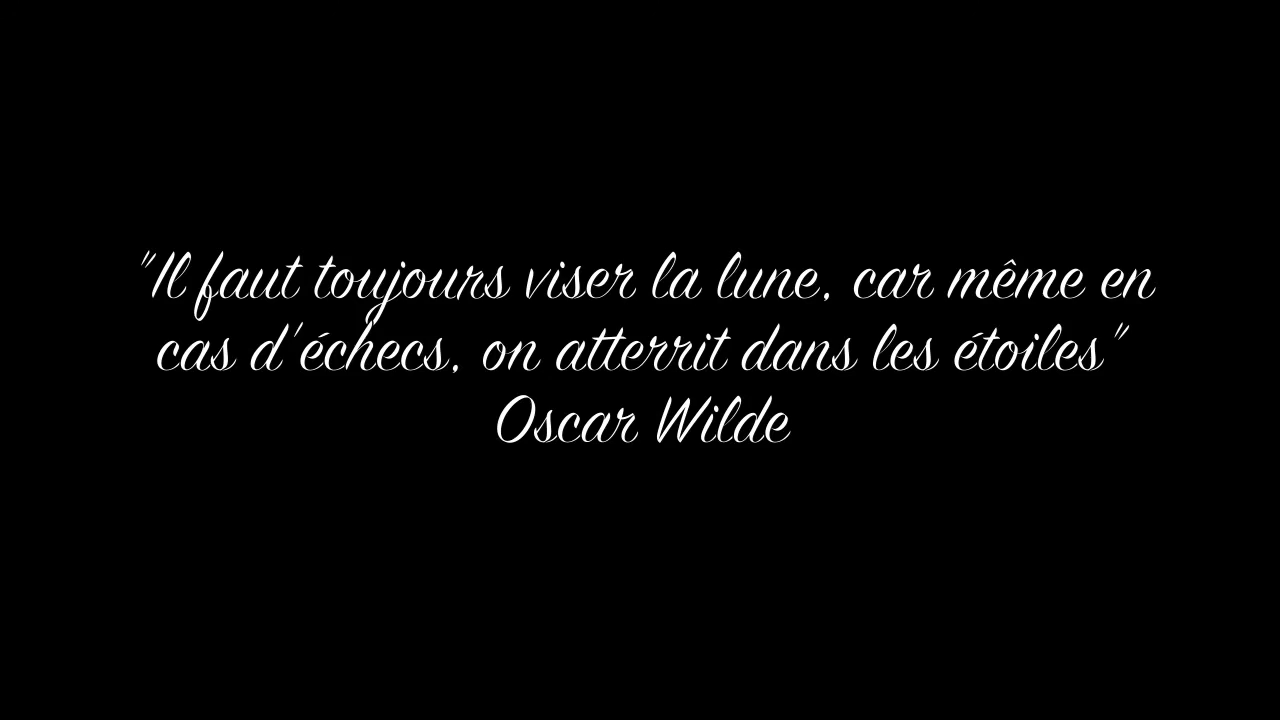 "Il faut toujours viser la lune, car même en
cas d'échecs, on atterrit dans les étoiles"
Oscar Wilde